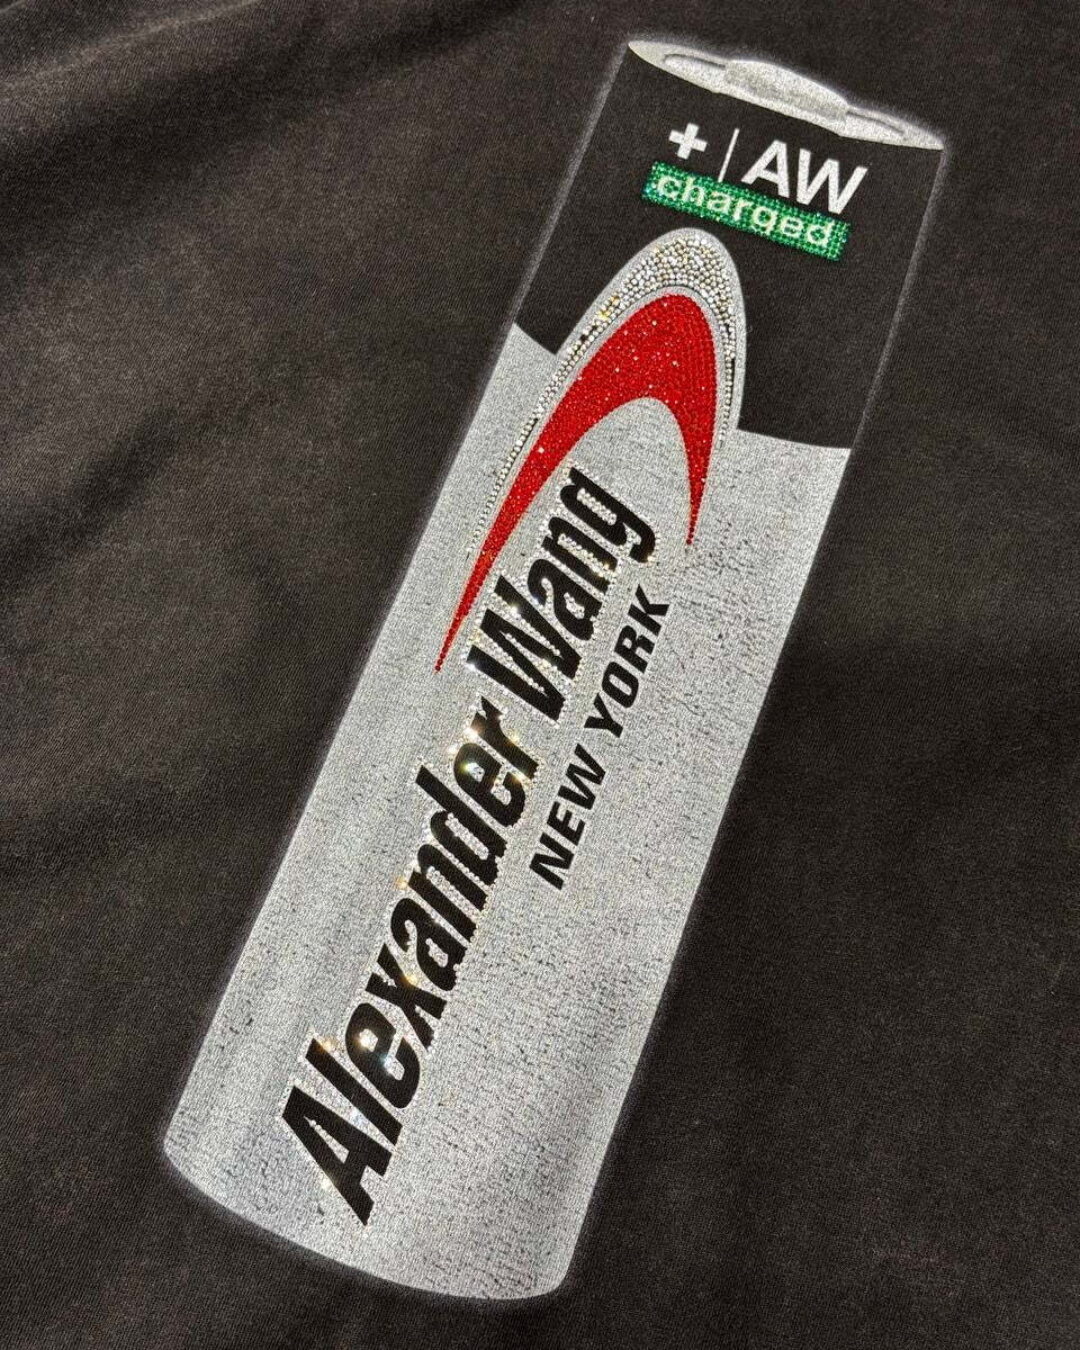 + | AW
charged
Alexander Wang
NEW YORK